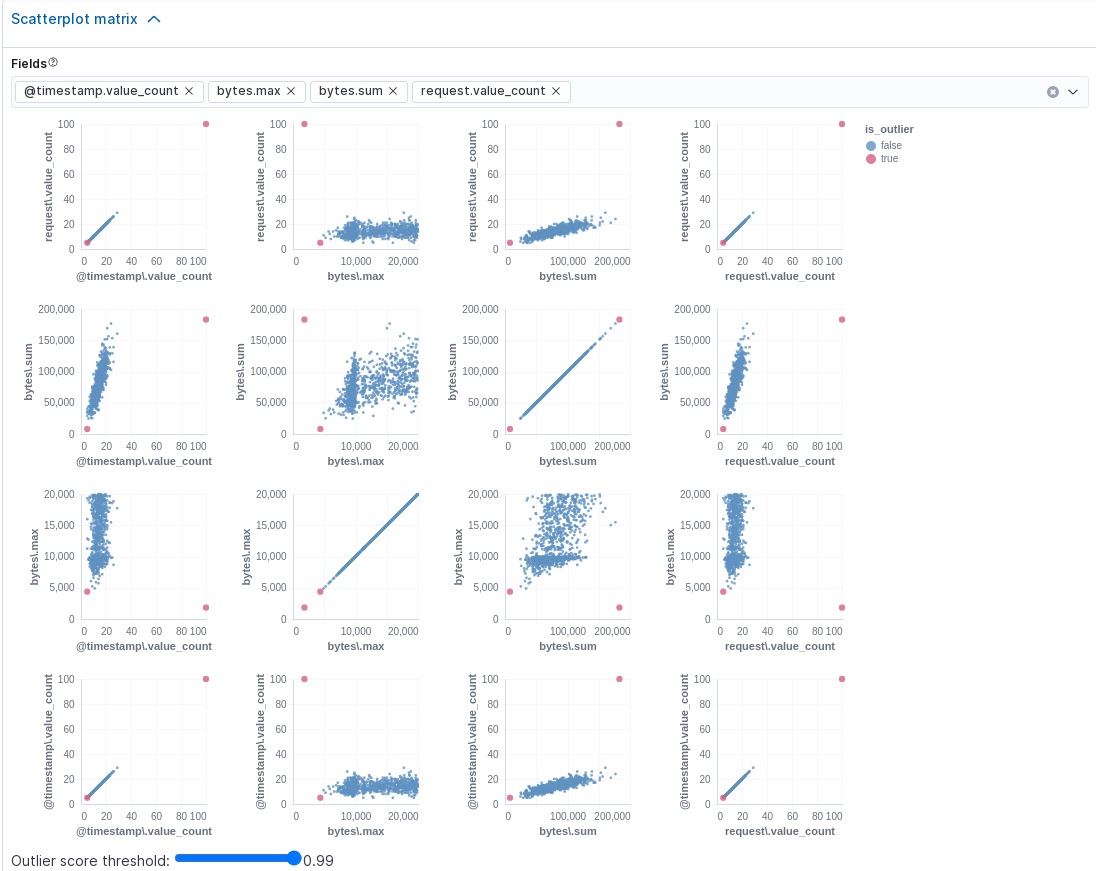 Scatterplot matrix
Fields
@timestamp.value_count
bytes.max
bytes.sum
request.value_count
is_outlier
false
true
request\.value_count
100
80
60
40
20
0
0 20 40 60 80 100
@timestamp\.value_count
request\.value_count
100
80
60
40
20
0
0 10,000 20,000
bytes\.max
request\.value_count
100
80
60
40
20
0
0 100,000 200,000
bytes\.sum
request\.value_count
100
80
60
40
20
0
0 20 40 60 80 100
request\.value_count
bytes\.sum
200,000
150,000
100,000
50,000
0
0 20 40 60 80 100
@timestamp\.value_count
bytes\.sum
200,000
150,000
100,000
50,000
0
0 10,000 20,000
bytes\.max
bytes\.sum
200,000
150,000
100,000
50,000
0
0 100,000 200,000
bytes\.sum
bytes\.sum
200,000
150,000
100,000
50,000
0
0 20 40 60 80 100
request\.value_count
bytes\.max
20,000
15,000
10,000
5,000
0
0 20 40 60 80 100
@timestamp\.value_count
bytes\.max
20,000
15,000
10,000
5,000
0
0 10,000 20,000
bytes\.max
bytes\.max
20,000
15,000
10,000
5,000
0
0 100,000 200,000
bytes\.sum
bytes\.max
20,000
15,000
10,000
5,000
0
0 20 40 60 80 100
request\.value_count
@timestamp\.value_count
100
80
60
40
20
0
0 20 40 60 80 100
@timestamp\.value_count
@timestamp\.value_count
100
80
60
40
20
0
0 10,000 20,000
bytes\.max
@timestamp\.value_count
100
80
60
40
20
0
0 100,000 200,000
bytes\.sum
@timestamp\.value_count
100
80
60
40
20
0
0 20 40 60 80 100
request\.value_count
Outlier score threshold: 0.99